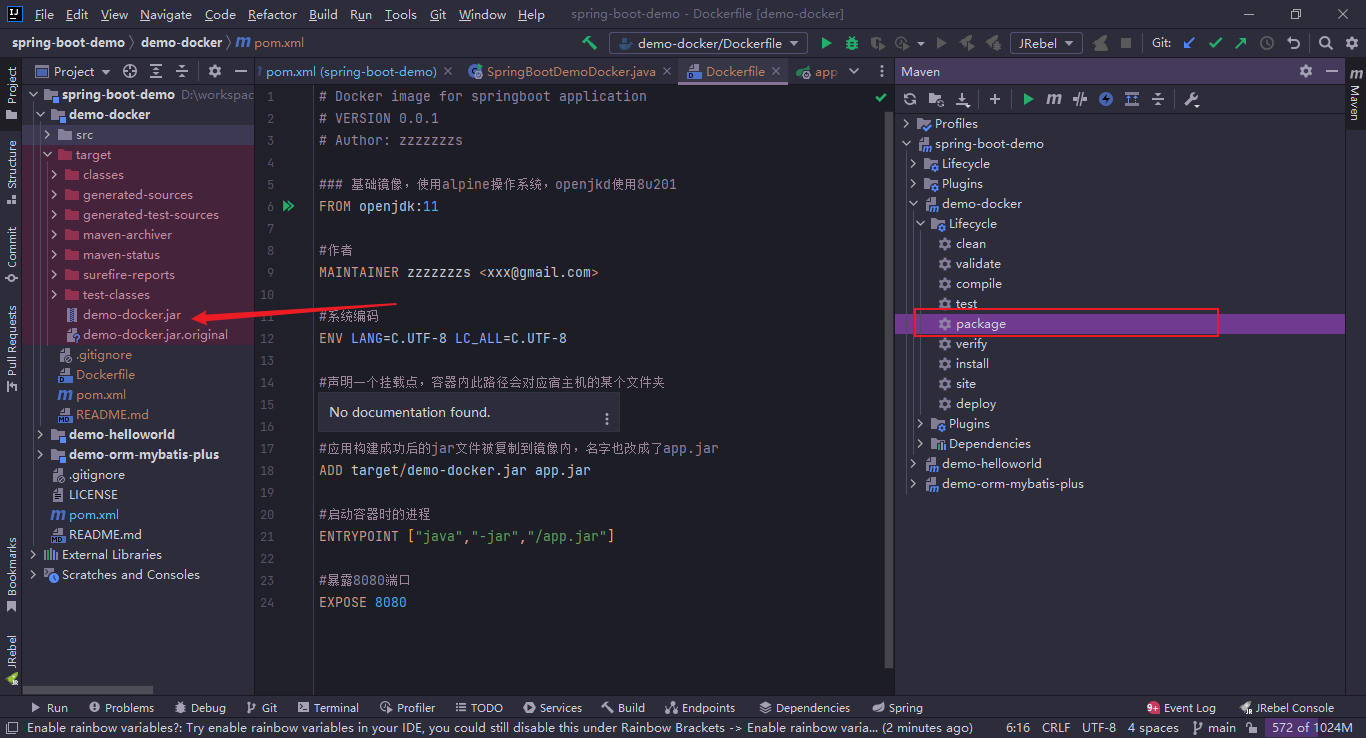 File Edit View Navigate Code Refactor Build Run Tools Git Window Help spring-boot-demo - Dockerfile [demo-docker]
spring-boot-demo demo-docker pom.xml demo-docker/Dockerfile JRebel Git:
Project
Structure
Commit
Pull Requests
Bookmarks
JRebel
Project
spring-boot-demo D:\workspac
demo-docker
src
target
classes
generated-sources
generated-test-sources
maven-archiver
maven-status
surefire-reports
test-classes
demo-docker.jar
demo-docker.jar.original
.gitignore
Dockerfile
pom.xml
README.md
demo-helloworld
demo-orm-mybatis-plus
.gitignore
LICENSE
pom.xml
README.md
External Libraries
Scratches and Consoles
pom.xml (spring-boot-demo) SpringBootDemoDocker.java Dockerfile app
1 # Docker image for springboot application
2 # VERSION 0.0.1
3 # Author: zzzzzzzs
4
5 ### 基础镜像，使用alpine操作系统，openjkd使用8u201
6 FROM openjdk:11
7
8 #作者
9 MAINTAINER zzzzzzzs <xxx@gmail.com>
10
11 #系统编码
12 ENV LANG=C.UTF-8 LC_ALL=C.UTF-8
13
14 #声明一个挂载点，容器内此路径会对应宿主机的某个文件夹
15
No documentation found.
16
17 #应用构建成功后的jar文件被复制到镜像内，名字也改成了app.jar
18 ADD target/demo-docker.jar app.jar
19
20 #启动容器时的进程
21 ENTRYPOINT ["java","-jar","/app.jar"]
22
23 #暴露8080端口
24 EXPOSE 8080
Maven
Profiles
spring-boot-demo
Lifecycle
Plugins
demo-docker
Lifecycle
clean
validate
compile
test
package
verify
install
site
deploy
Plugins
Dependencies
demo-helloworld
demo-orm-mybatis-plus
m Maven
Run Problems Debug Git Terminal Profiler TODO Services Build Endpoints Dependencies Spring 9+ Event Log JRebel Console
Enable rainbow variables?: Try enable rainbow variables in your IDE, you could still disable this under Rainbow Brackets -> Enable rainbow varia... (2 minutes ago) 6:16 CRLF UTF-8 4 spaces main 572 of 1024M